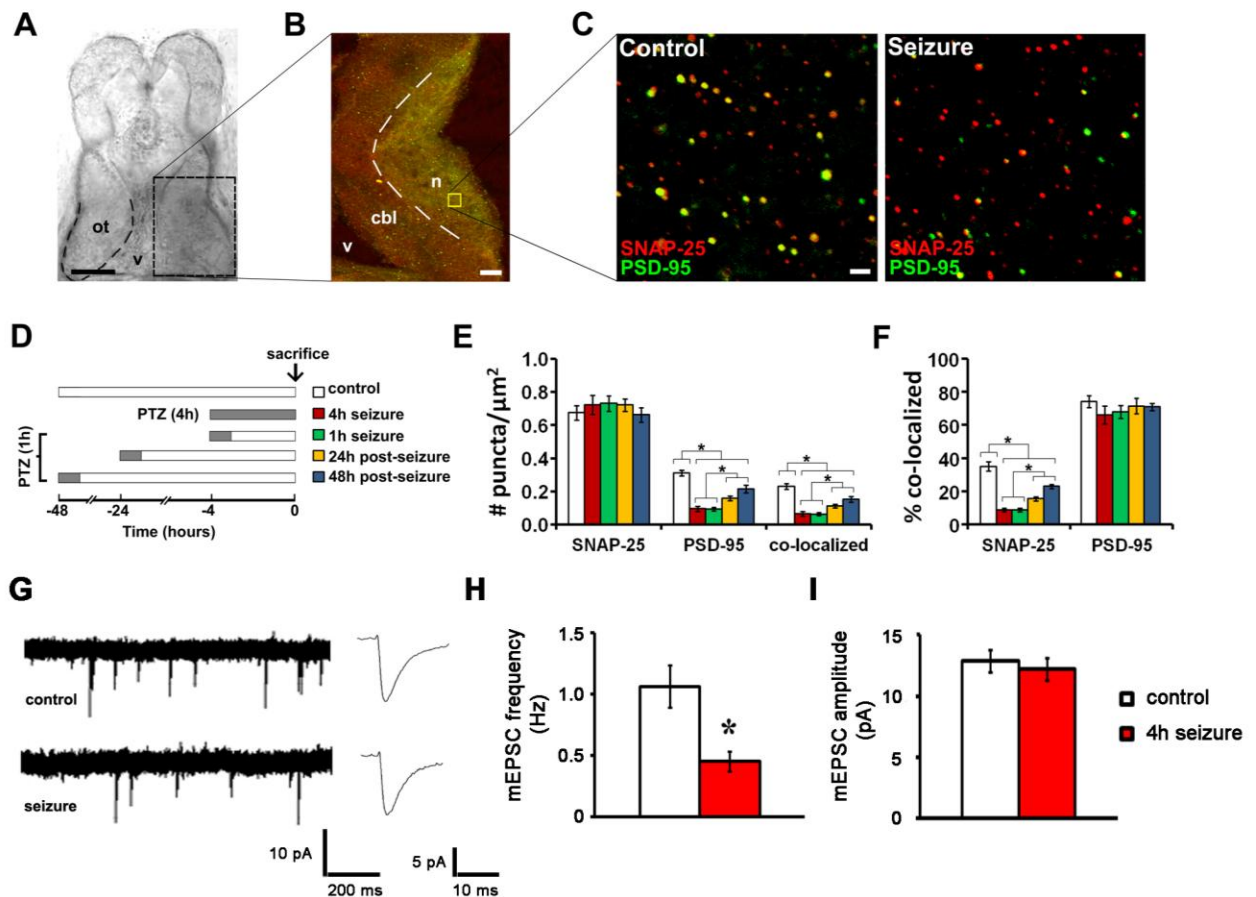 A
ot
v
B
n
cbl
v
C
Control
SNAP-25
PSD-95
Seizure
SNAP-25
PSD-95
D
sacrifice
control
PTZ (4h)
4h seizure
PTZ (1h)
1h seizure
24h post-seizure
48h post-seizure
-48
-24
-4
0
Time (hours)
E
# puncta/µm²
1.0
0.8
0.6
0.4
0.2
0.0
*
*
*
*
SNAP-25
PSD-95
co-localized
F
% co-localized
100
80
60
40
20
0
*
*
SNAP-25
PSD-95
G
control
seizure
10 pA
200 ms
5 pA
10 ms
H
mEPSC frequency
(Hz)
1.5
1.0
0.5
0
*
I
mEPSC amplitude
(pA)
15
10
5
0
control
4h seizure